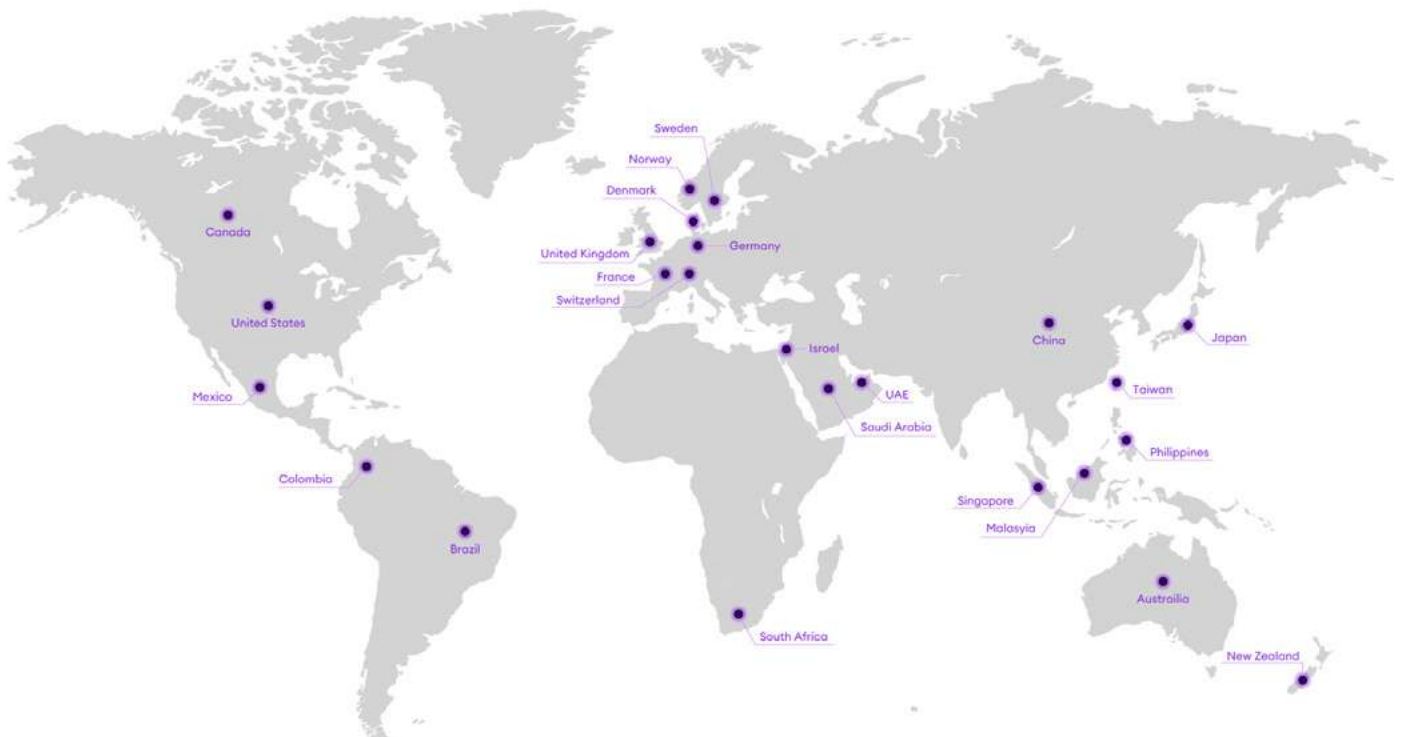 Sweden
Norway
Denmark
Canada
United Kingdom
Germany
France
Switzerland
United States
China
Japan
Israel
Mexico
UAE
Taiwan
Saudi Arabia
Philippines
Colombia
Singapore
Malasyia
Brazil
Austrailia
South Africa
New Zealand